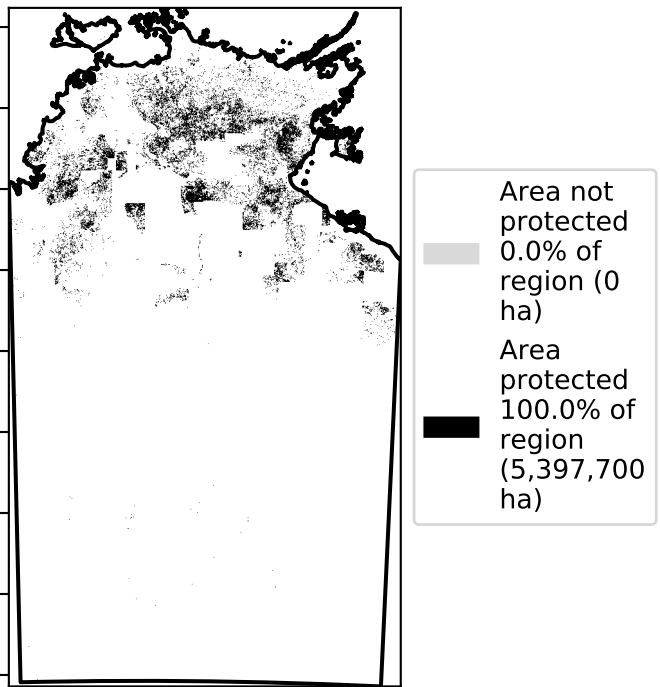 Area not
protected
0.0% of
region (0
ha)
Area
protected
100.0% of
region
(5,397,700
ha)